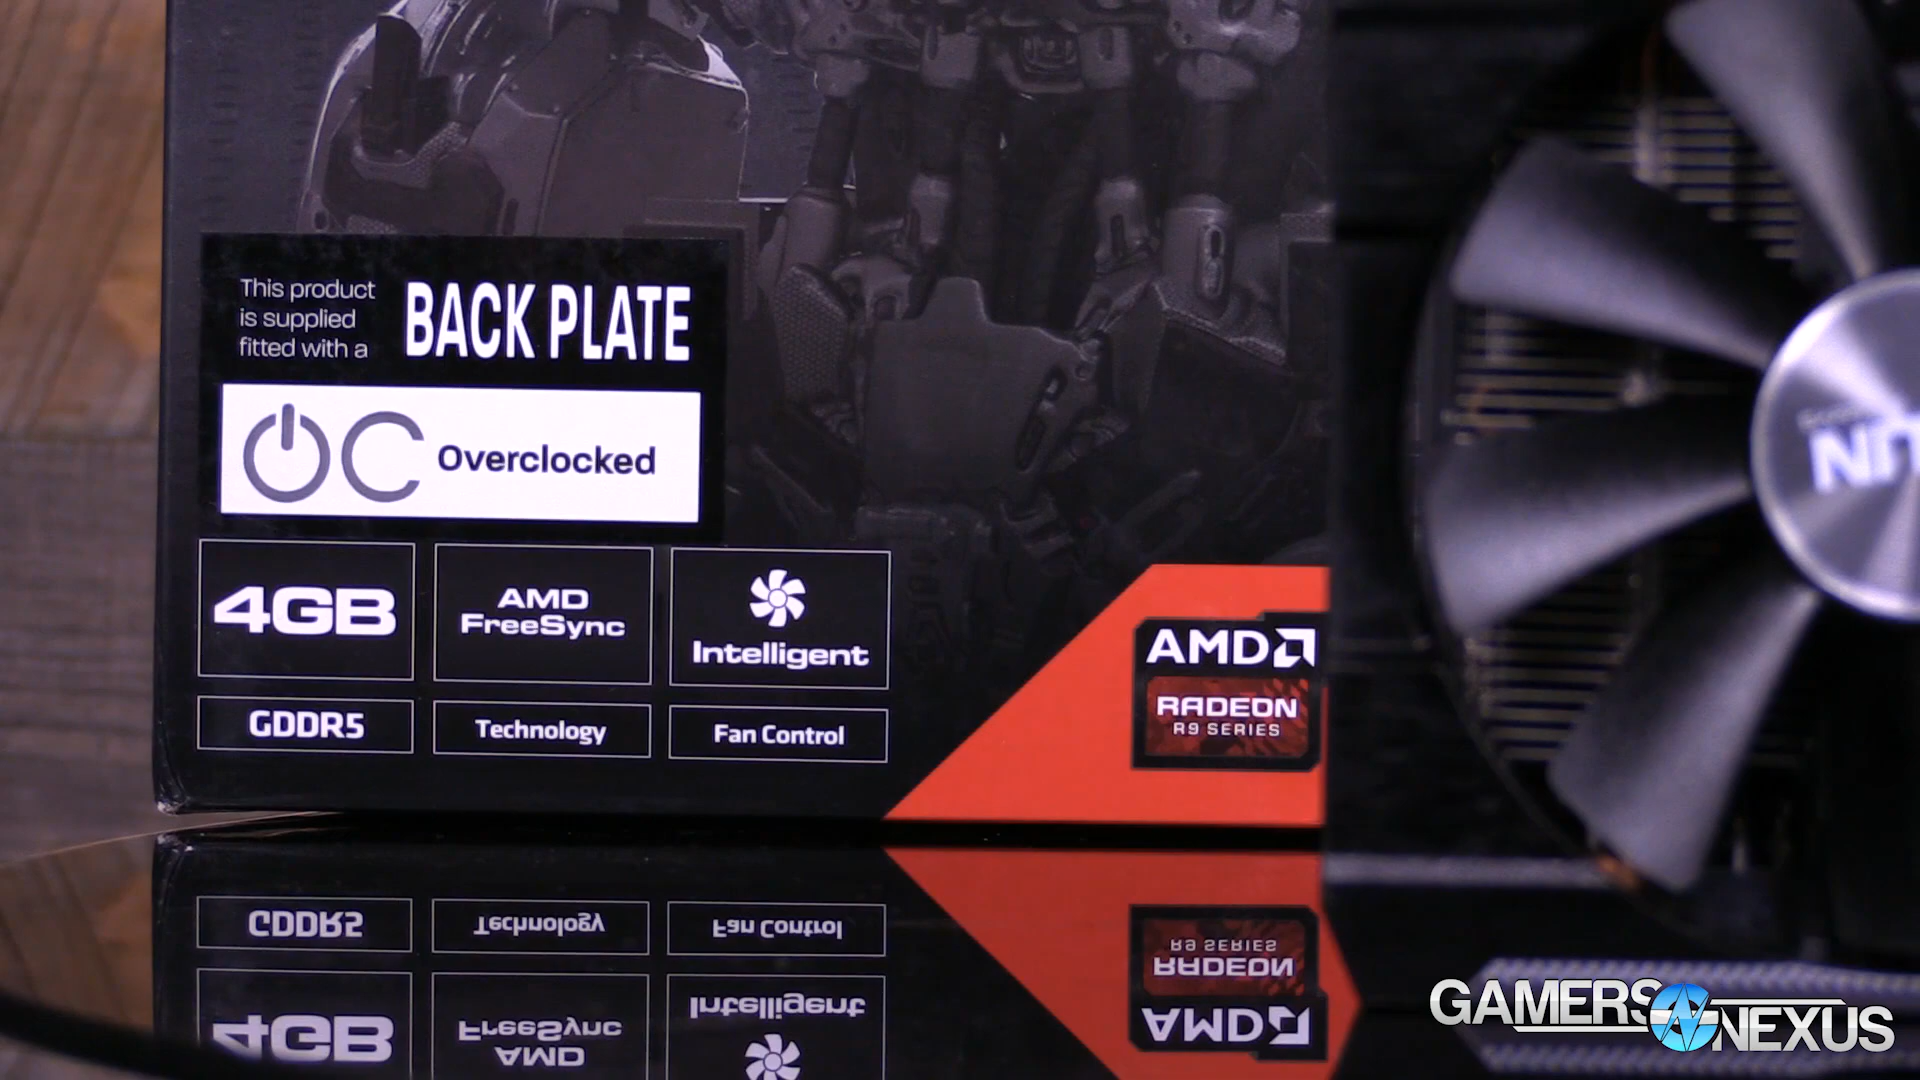 This product
is supplied
fitted with a
BACK PLATE
OC Overclocked
4GB
GDDR5
AMD
FreeSync
Technology
Intelligent
Fan Control
AMD
RADEON
R9 SERIES
GAMERS NEXUS